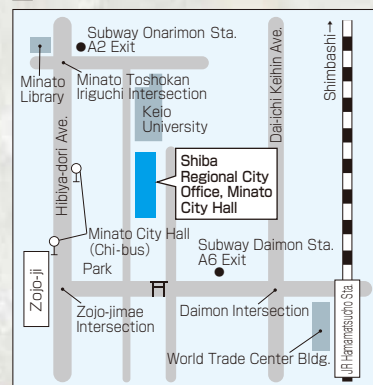 Subway Onarimon Sta.
A2 Exit
Minato
Library
Minato Toshokan
Iriguchi Intersection
Keio
University
Hibiya-dori Ave.
Dai-ichi Keihin Ave.
Shimbashi→
Shiba
Regional City
Office, Minato
City Hall
Minato City Hall
(Chi-bus)
Park
Zojo-ji
Subway Daimon Sta.
A6 Exit
Zojo-jimae
Intersection
Daimon Intersection
World Trade Center Bldg.
JR Hamamatsucho Sta.